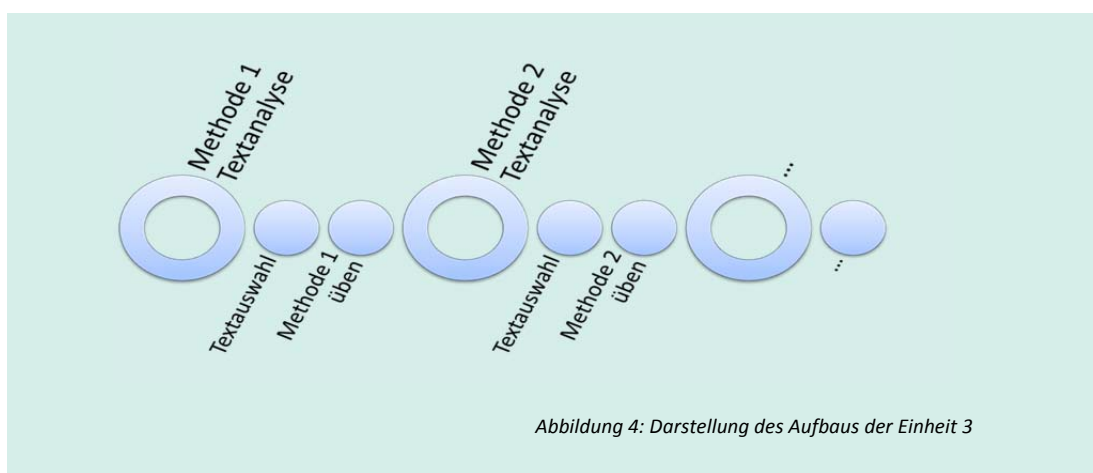 Methode 1
Textanalyse
Textauswahl
Methode 1
üben
Methode 2
Textanalyse
Textauswahl
Methode 2
üben
...
...
Abbildung 4: Darstellung des Aufbaus der Einheit 3